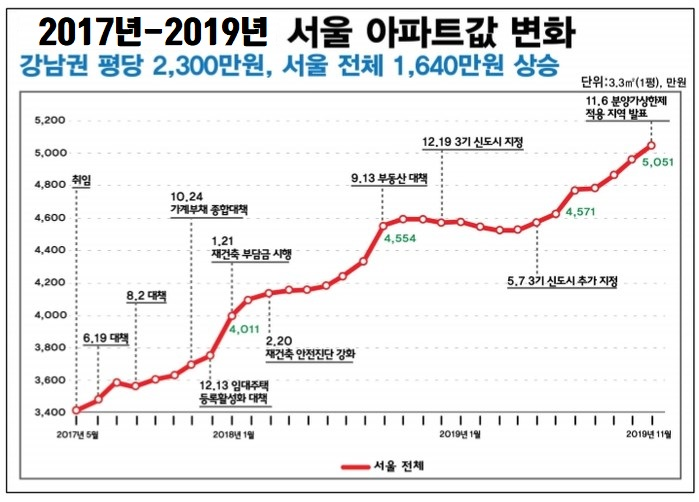 2017년-2019년 서울 아파트값 변화
강남권 평당 2,300만원, 서울 전체 1,640만원 상승
단위:3.3㎡(1평), 만원
11.6 분양가상한제
적용 지역 발표
5,200
5,000
4,800
4,600
4,400
4,200
4,000
3,800
3,600
3,400
취임
6.19 대책
8.2 대책
10.24
가계부채 종합대책
12.13 임대주택
등록활성화 대책
1.21
재건축 부담금 시행
4,011
2.20
재건축 안전진단 강화
9.13 부동산 대책
4,554
12.19 3기 신도시 지정
5.7 3기 신도시 추가 지정
4,571
5,051
2017년 5월
2018년 1월
2019년 1월
2019년 11월
서울 전체